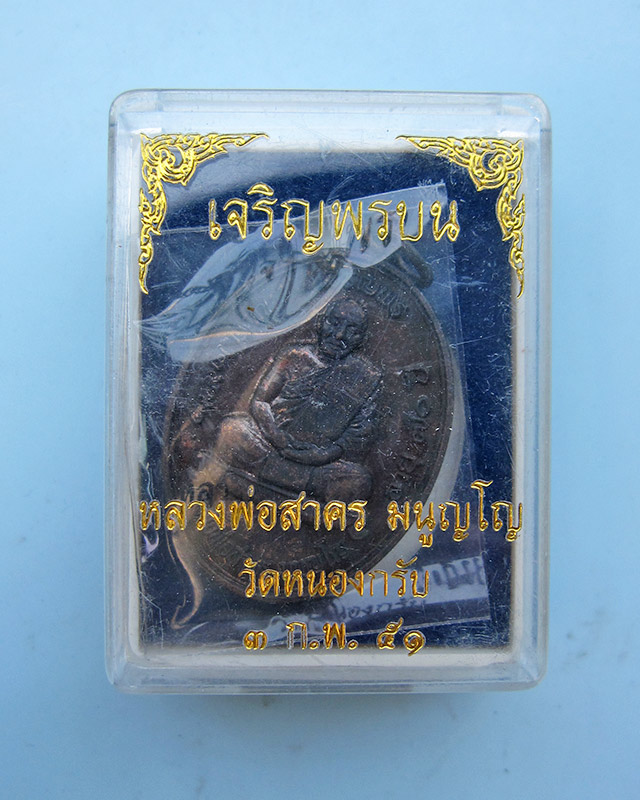 เจริญพรบน
หลวงพ่อสาคร มนูญโญ
วัดหนองกรับ
๓ ก.พ. ๕๑